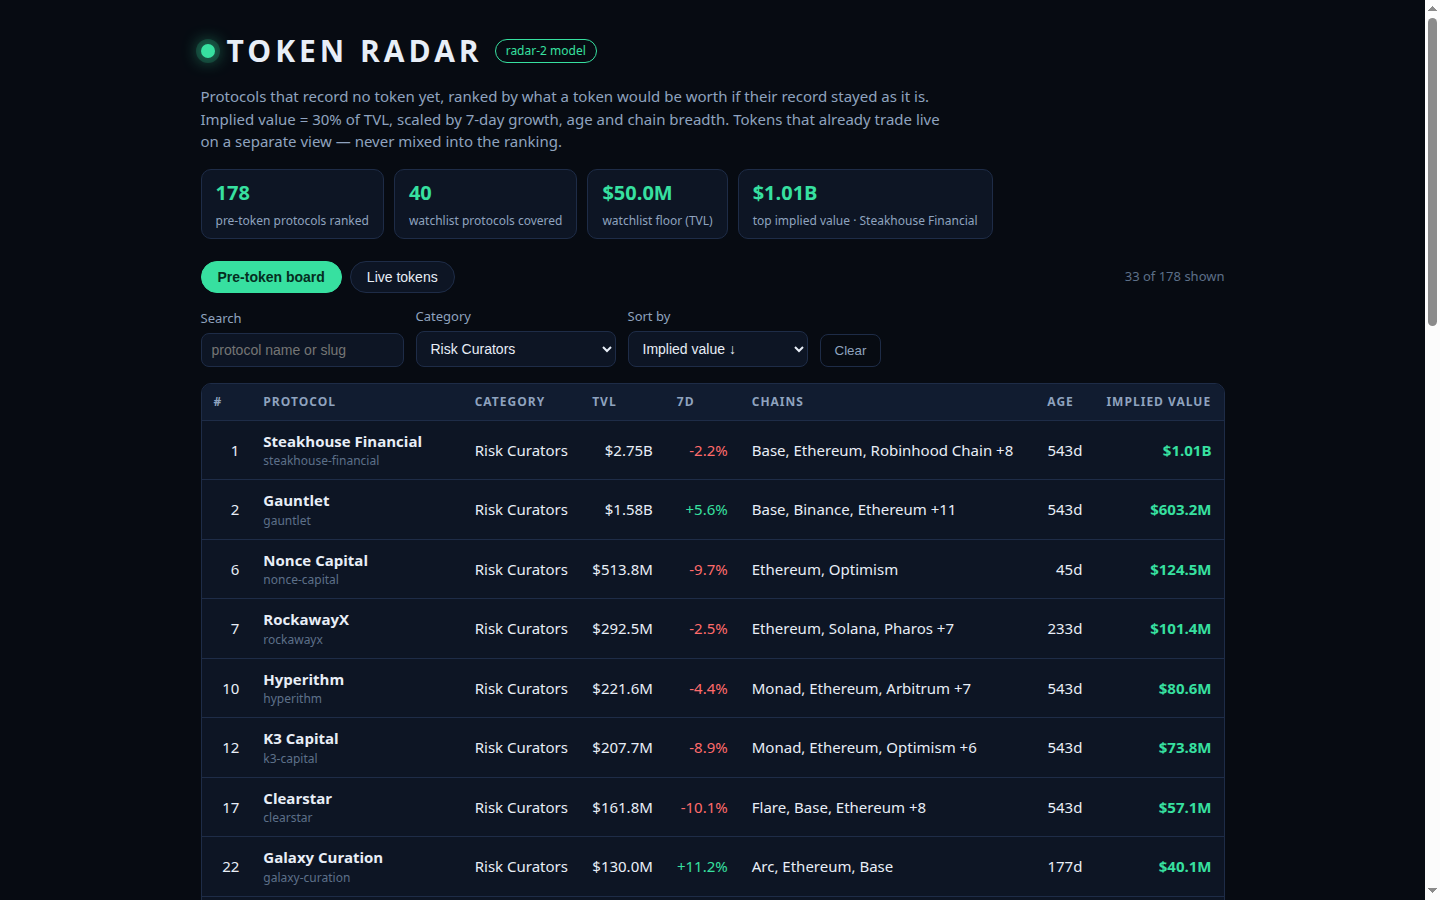 TOKEN RADAR radar-2 model
Protocols that record no token yet, ranked by what a token would be worth if their record stayed as it is.
Implied value = 30% of TVL, scaled by 7-day growth, age and chain breadth. Tokens that already trade live
on a separate view — never mixed into the ranking.
178 40 $50.0M $1.01B
pre-token protocols ranked watchlist protocols covered watchlist floor (TVL) top implied value · Steakhouse Financial
Pre-token board Live tokens 33 of 178 shown
Search Category Sort by
protocol name or slug Risk Curators Implied value ↓ Clear
# PROTOCOL CATEGORY TVL 7D CHAINS AGE IMPLIED VALUE
1 Steakhouse Financial Risk Curators $2.75B -2.2% Base, Ethereum, Robinhood Chain +8 543d $1.01B
steakhouse-financial
2 Gauntlet Risk Curators $1.58B +5.6% Base, Binance, Ethereum +11 543d $603.2M
gauntlet
6 Nonce Capital Risk Curators $513.8M -9.7% Ethereum, Optimism 45d $124.5M
nonce-capital
7 RockawayX Risk Curators $292.5M -2.5% Ethereum, Solana, Pharos +7 233d $101.4M
rockawayx
10 Hyperithm Risk Curators $221.6M -4.4% Monad, Ethereum, Arbitrum +7 543d $80.6M
hyperithm
12 K3 Capital Risk Curators $207.7M -8.9% Monad, Ethereum, Optimism +6 543d $73.8M
k3-capital
17 Clearstar Risk Curators $161.8M -10.1% Flare, Base, Ethereum +8 543d $57.1M
clearstar
22 Galaxy Curation Risk Curators $130.0M +11.2% Arc, Ethereum, Base 177d $40.1M
galaxy-curation